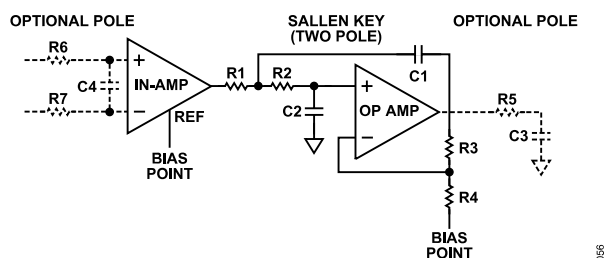 OPTIONAL POLE
SALLEN KEY
(TWO POLE)
OPTIONAL POLE
R6
R7
C4
+
−
IN-AMP
REF
BIAS
POINT
R1
R2
C1
C2
+
−
OP AMP
R5
C3
R3
R4
BIAS
POINT
056